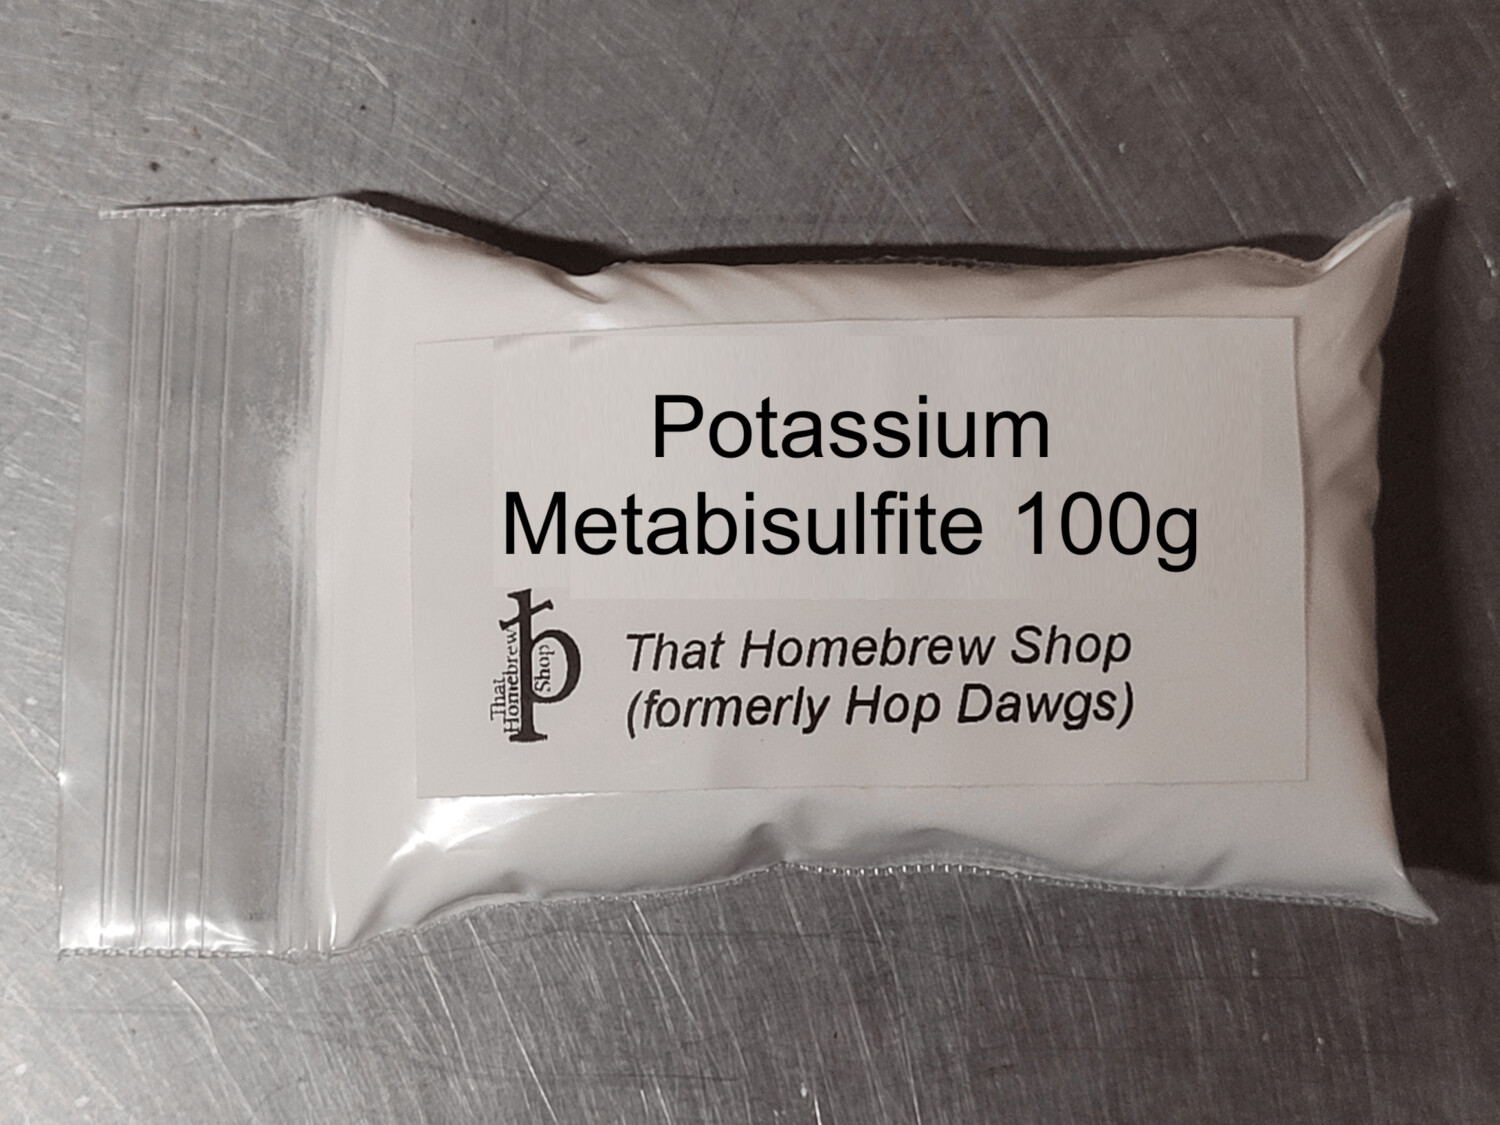 Potassium
Metabisulfite 100g
That
Homebrew
Shop
That Homebrew Shop
(formerly Hop Dawgs)